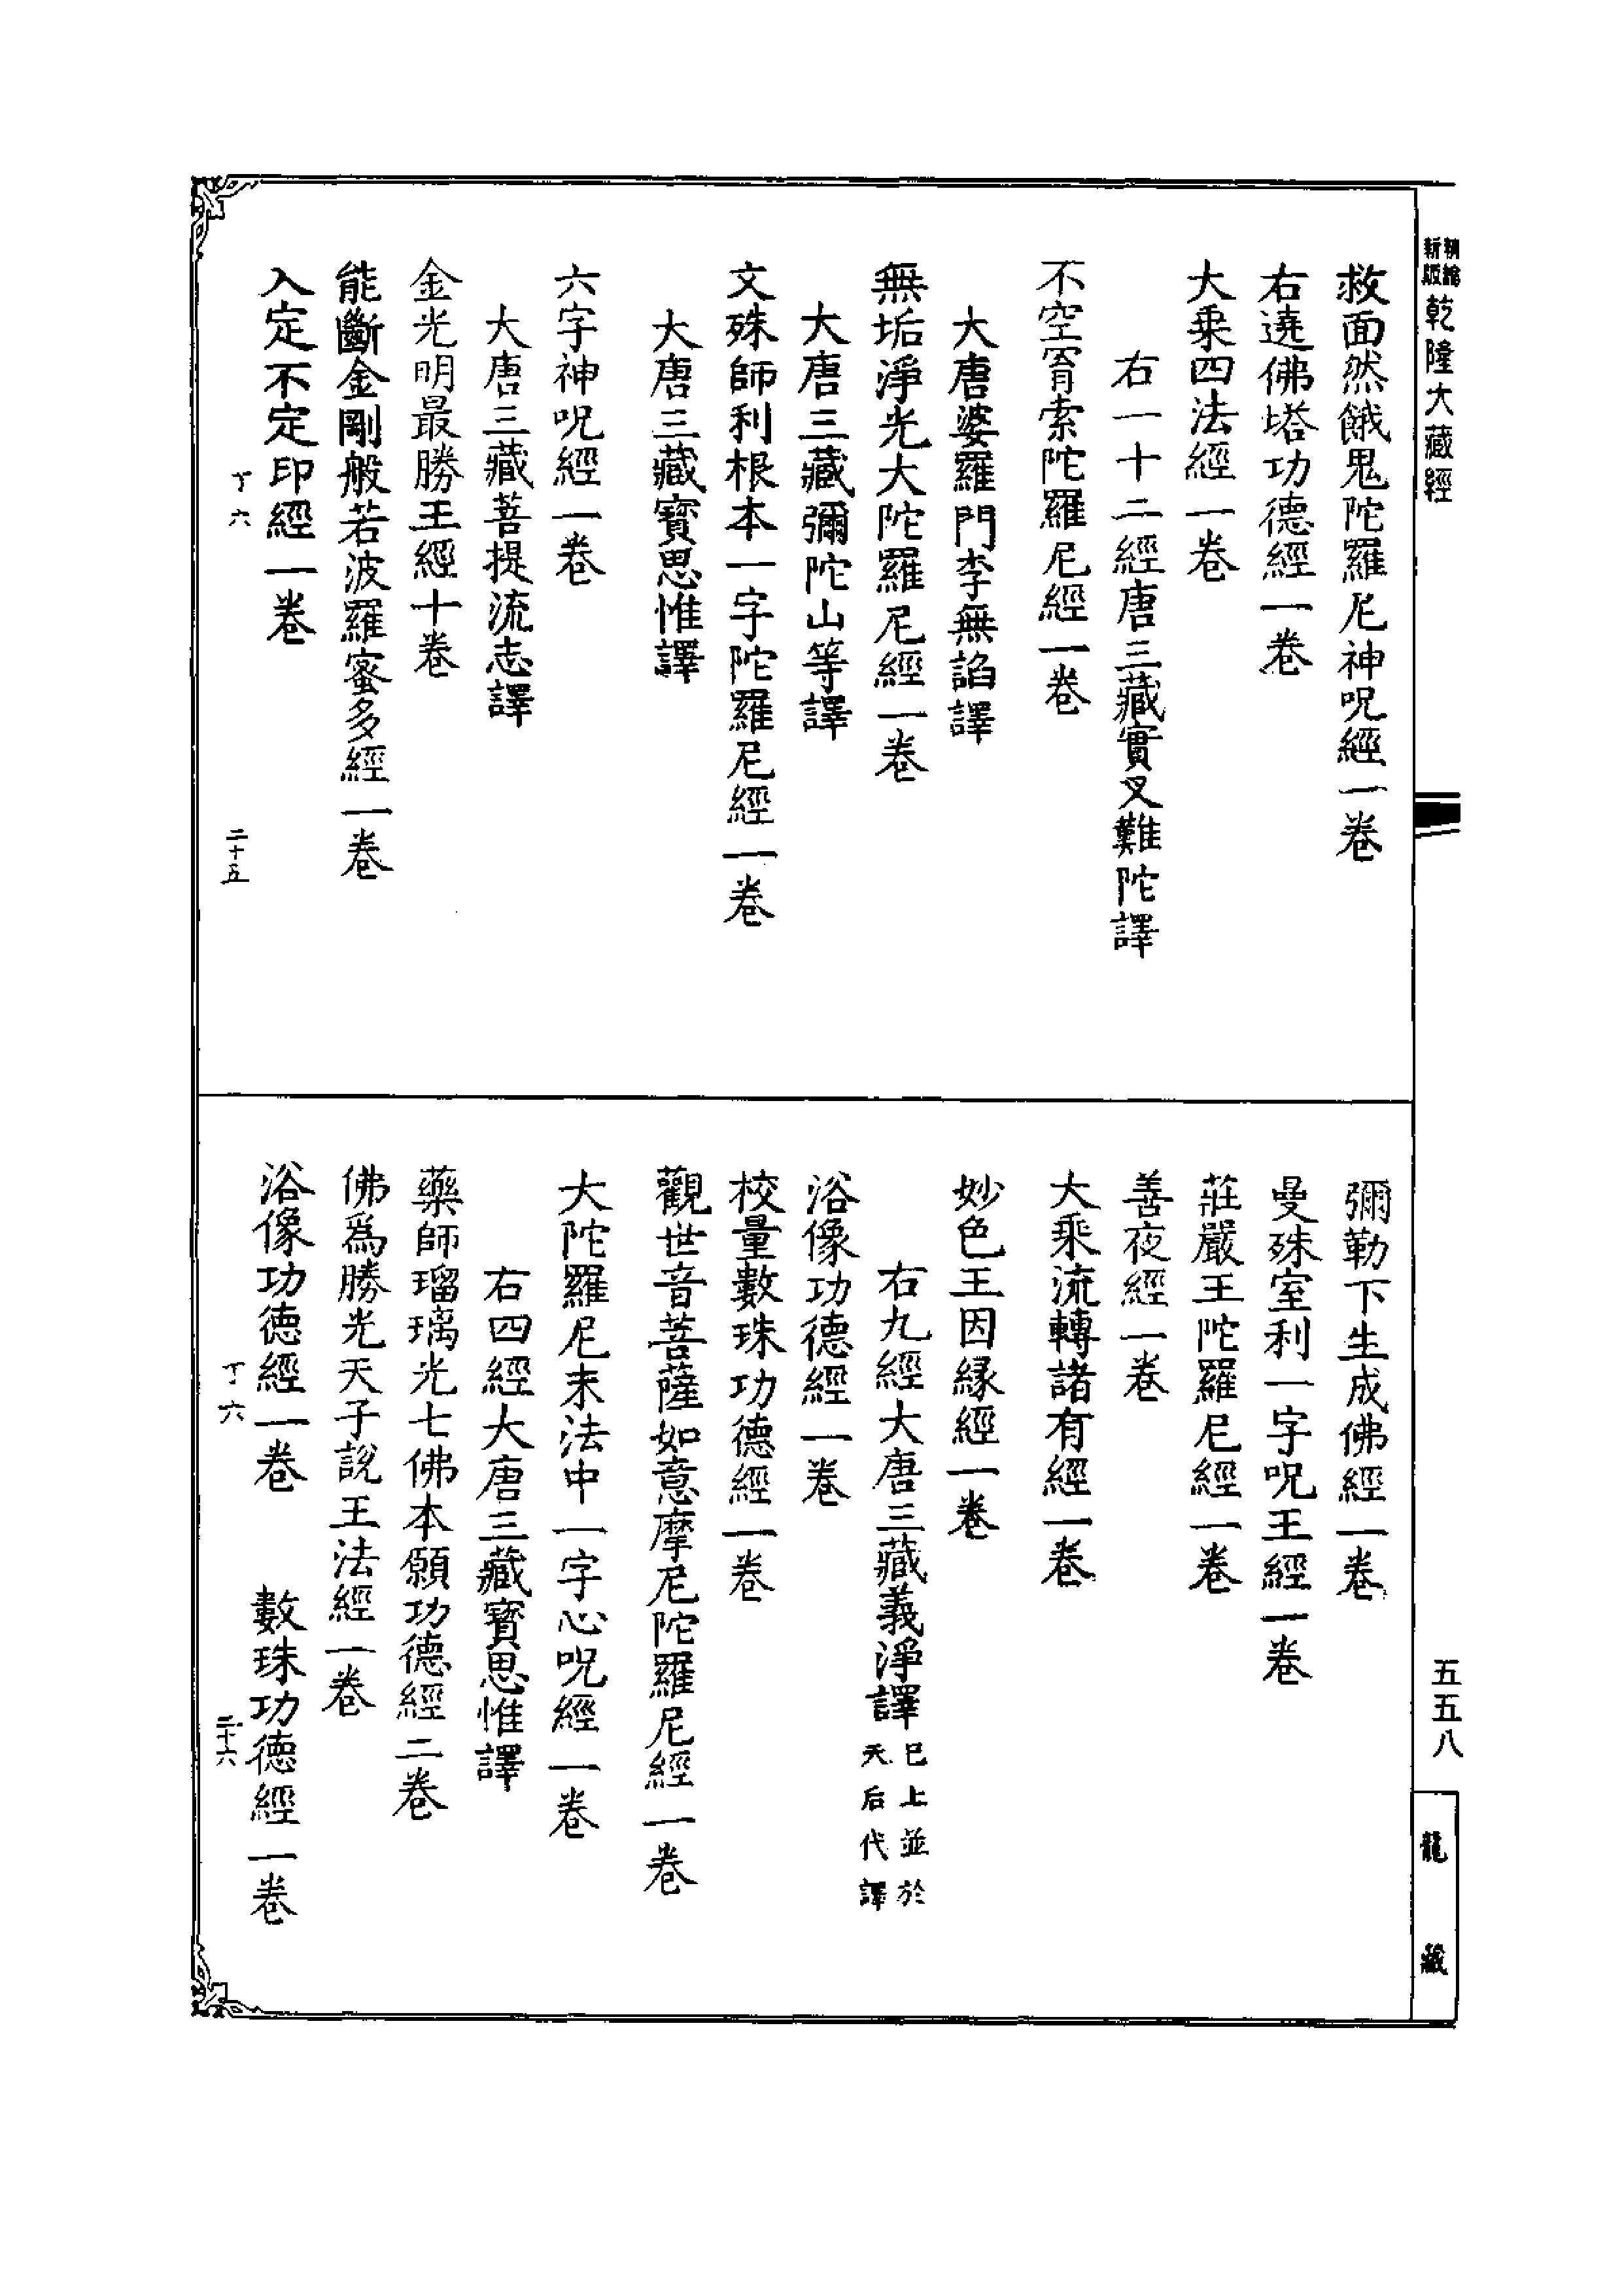 新版
乾隆大藏經
救面然餓鬼陀羅尼神呪經一卷
右遶佛塔功德經一卷
大乗四法經一卷
右一十二經唐三藏實叉難陀譯
不空罥索陀羅尼經一卷
大唐婆羅門李無諂譯
無垢淨光大陀羅尼經一卷
大唐三藏彌陀山等譯
文殊師利根本一字陀羅尼經一卷
大唐三藏寳思惟譯
六字神呪經一卷
大唐三藏菩提流志譯
金光明最勝王經十卷
能斷金剛般若波羅蜜多經一卷
入定不定印經一卷
丁六
二十五
彌勒下生成佛經一卷
曼殊室利一字呪王經一卷
莊嚴王陀羅尼經一卷
善夜經一卷
大乘流轉諸有經一卷
妙色王因緣經一卷
右九經大唐三藏義淨譯已上並於天后代譯
浴像功德經一卷
校量數珠功德經一卷
觀世音菩薩如意摩尼陀羅尼經一卷
大陀羅尼末法中一字心呪經一卷
右四經大唐三藏寳思惟譯
藥師瑠璃光七佛本願功德經二卷
佛爲勝光天子說王法經一卷
浴像功德經一卷 數珠功德經一卷
丁六
二十六
五五八
龍藏